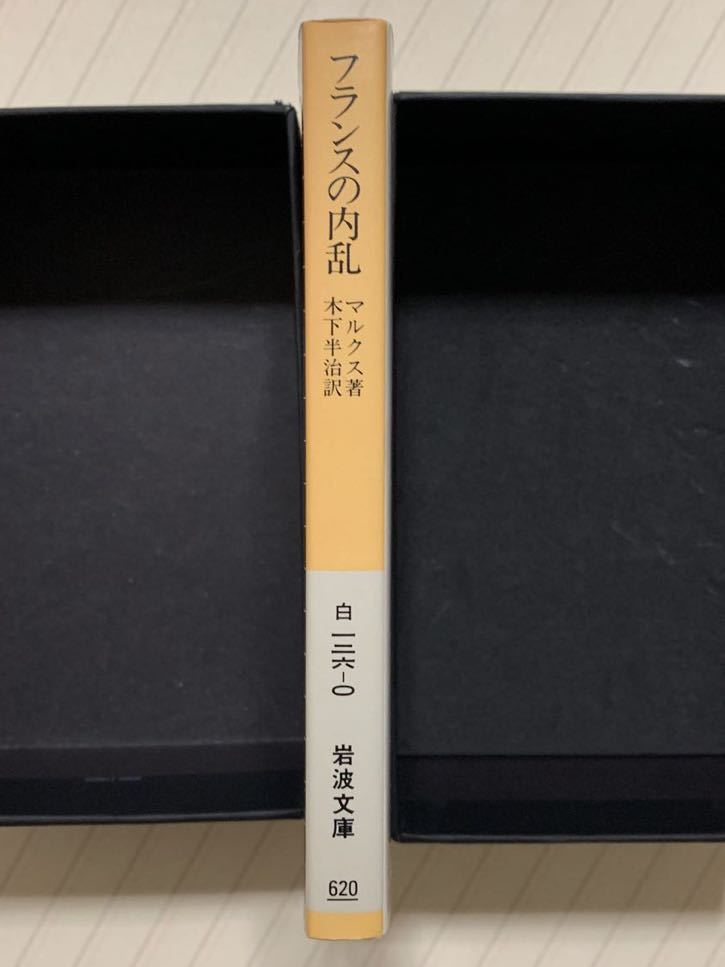 フランスの内乱
マルクス著
木下半治訳
白 一二六-0
岩波文庫
620